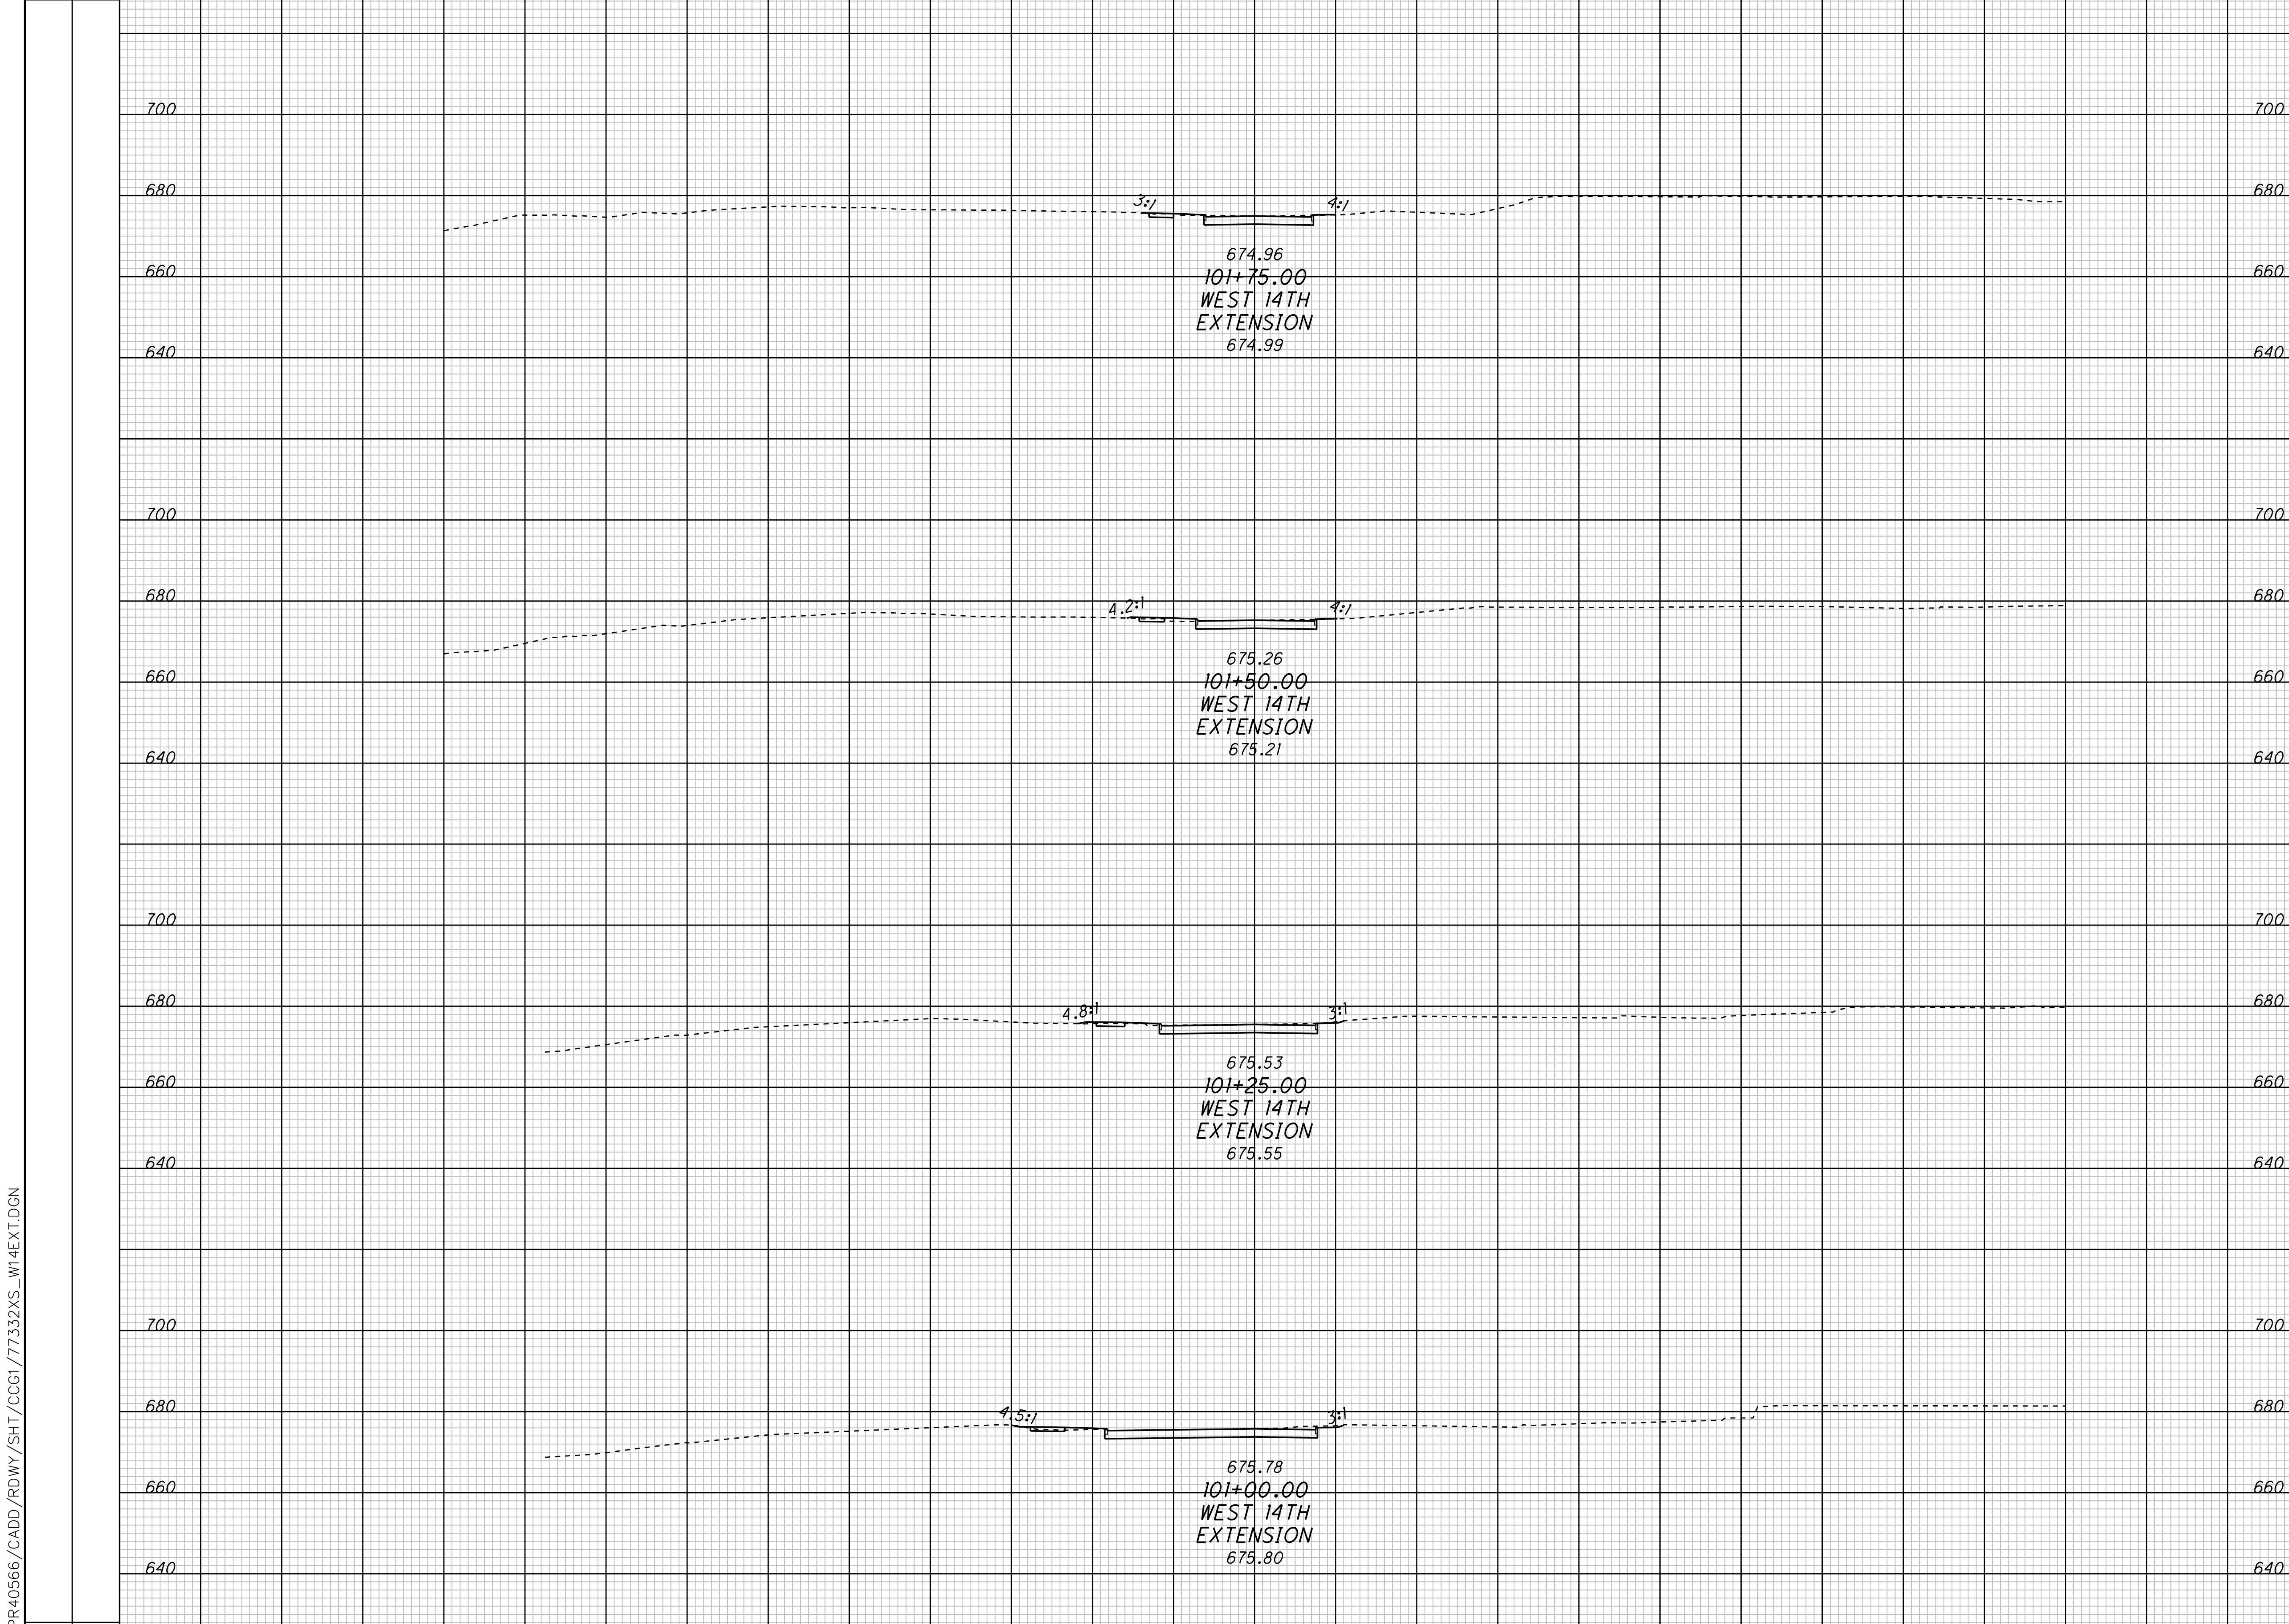 700 700
3:1 4:1
680 680
674.96
660 101+75.00 660
WEST 14TH
EXTENSION
640 674.99 640
700 700
680 4.2:1 4:1 680
675.26
660 101+50.00 660
WEST 14TH
EXTENSION
640 675.21 640
700 700
680 4.8:1 3:1 680
675.53
660 101+25.00 660
WEST 14TH
EXTENSION
640 675.55 640
700 700
680 4.5:1 3:1 680
675.78
660 101+00.00 660
WEST 14TH
EXTENSION
640 675.80 640
PR40566/CADD/RDWY/SHT/CCG1/77332XS_W14EXT.DGN